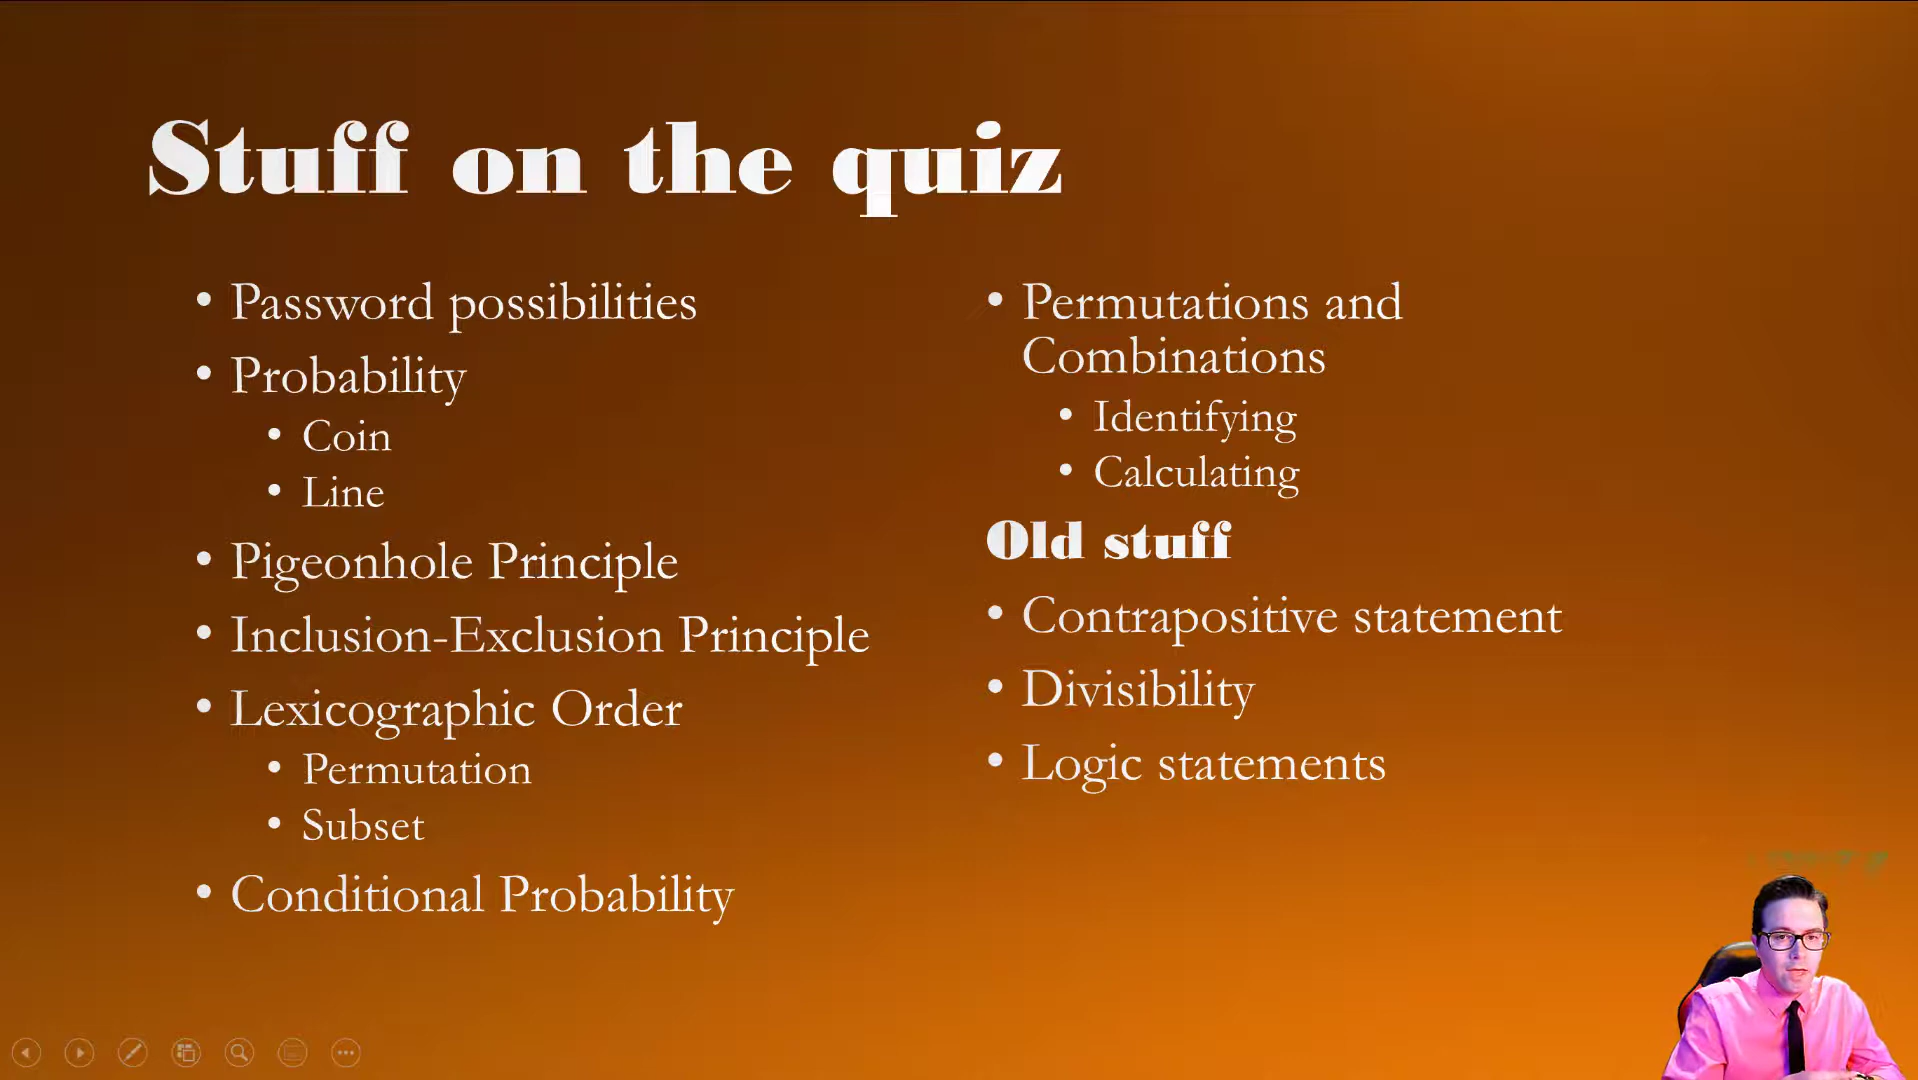 Stuff on the quiz
• Password possibilities
• Probability
• Coin
• Line
• Pigeonhole Principle
• Inclusion-Exclusion Principle
• Lexicographic Order
• Permutation
• Subset
• Conditional Probability
• Permutations and
Combinations
• Identifying
• Calculating
Old stuff
• Contrapositive statement
• Divisibility
• Logic statements